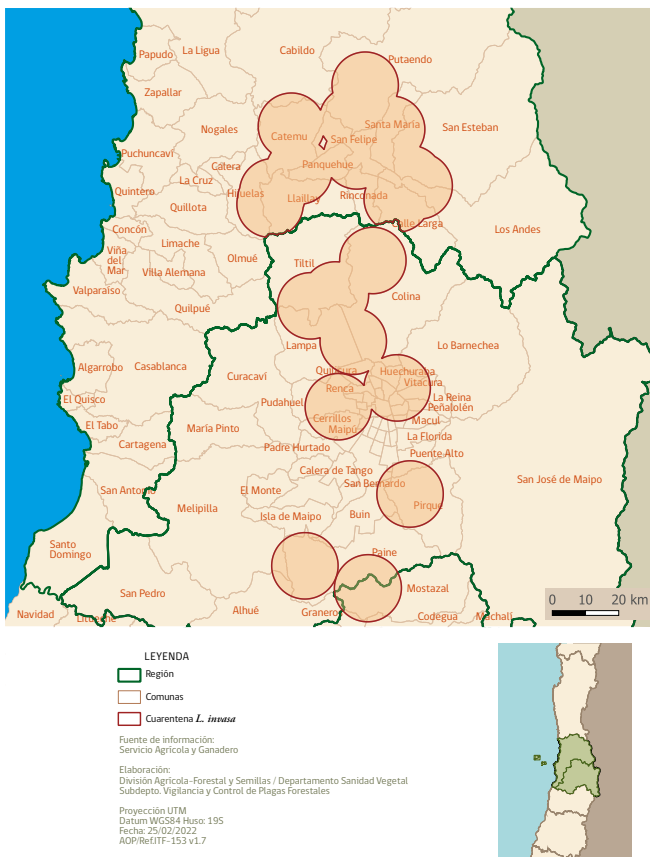 Papudo
La Ligua
Cabildo
Putaendo
Zapallar
Nogales
Catemu
Santa María
San Felipe
San Esteban
Puchuncaví
Calera
Panquehue
La Cruz
Quintero
Hijuelas
Llaillay
Rinconada
Quillota
Calle Larga
Los Andes
Concón
Limache
Viña
del
Mar
Olmué
Tiltil
Villa Alemana
Valparaíso
Colina
Quilpué
Lampa
Lo Barnechea
Algarrobo
Casablanca
Curacaví
Quilicura
Huechuraba
Vitacura
Renca
El Quisco
Pudahuel
La Reina
Peñalolén
El Tabo
María Pinto
Cerrillos
Maipú
Macul
Cartagena
Padre Hurtado
La Florida
Puente Alto
Calera de Tango
San Bernardo
San José de Maipo
San Antonio
El Monte
Melipilla
Pirque
Isla de Maipo
Buin
Santo
Domingo
Paine
San Pedro
Mostazal
Alhué
Graneros
Codegua
Machalí
Navidad
Litueche
0 10 20 km
LEYENDA
Región
Comunas
Cuarentena L. invasa
Fuente de información:
Servicio Agrícola y Ganadero
Elaboración:
División Agrícola-Forestal y Semillas / Departamento Sanidad Vegetal
Subdepto. Vigilancia y Control de Plagas Forestales
Proyección UTM
Datum WGS84 Huso: 19S
Fecha: 25/02/2022
AOP/Ref.ITF-153 v1.7